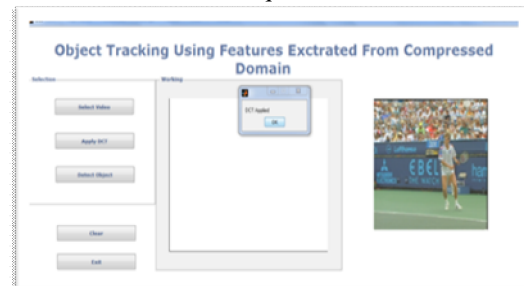 Object Tracking Using Features Exctrated From Compressed
Domain
Selection
Working
Select Video
Apply DCT
Detect Object
Clear
Exit
DCT Applied
OK
EBEL